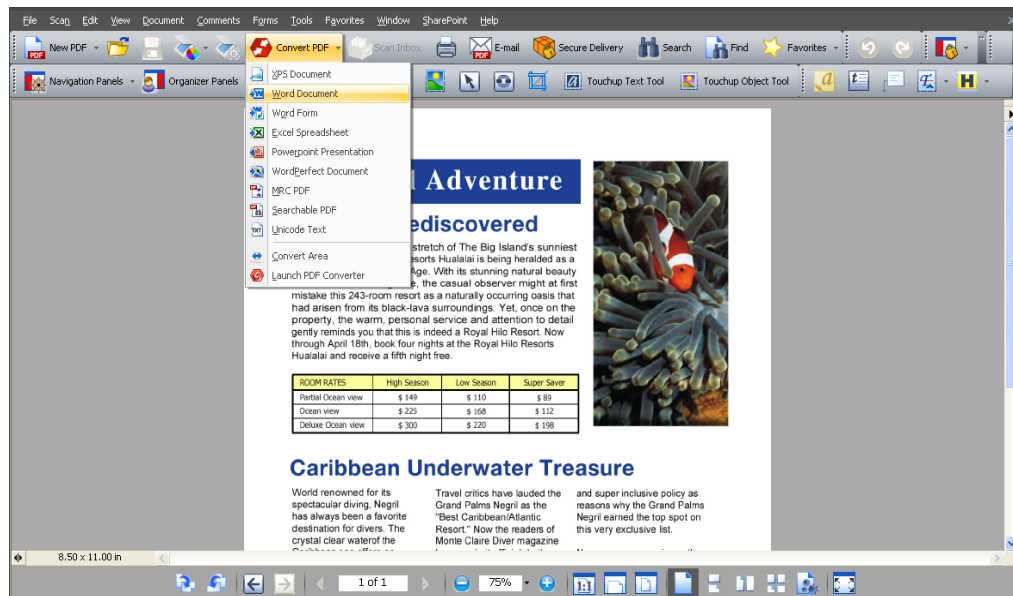 File Scan Edit View Document Comments Forms Tools Favorites Window SharePoint Help
New PDF Convert PDF Scan Inbox E-mail Secure Delivery Search Find Favorites
Navigation Panels Organizer Panels Touchup Text Tool Touchup Object Tool
XPS Document
Word Document
Word Form
Excel Spreadsheet
Powerpoint Presentation
WordPerfect Document
MRC PDF
Searchable PDF
Unicode Text
Convert Area
Launch PDF Converter
Adventure
ediscovered
stretch of The Big Island's sunniest
esorts Hualalai is being heralded as a
Age. With its stunning natural beauty
e, the casual observer might at first
mistake this 243-room resort as a naturally occurring oasis that
had arisen from its black-lava surroundings. Yet, once on the
property, the warm, personal service and attention to detail
gently reminds you that this is indeed a Royal Hilo Resort. Now
through April 18th, book four nights at the Royal Hilo Resorts
Hualalai and receive a fifth night free.
ROOM RATES High Season Low Season Super Saver
Partial Ocean view $ 149 $ 110 $ 89
Ocean view $ 225 $ 168 $ 112
Deluxe Ocean view $ 300 $ 220 $ 198
Caribbean Underwater Treasure
World renowned for its
spectacular diving, Negril
has always been a favorite
destination for divers. The
crystal clear waterof the
Travel critics have lauded the
Grand Palms Negril as the
"Best Caribbean/Atlantic
Resort." Now the readers of
Monte Claire Diver magazine
and super inclusive policy as
reasons why the Grand Palms
Negril earned the top spot on
this very exclusive list.
8.50 x 11.00 in
1 of 1 75% 1:1